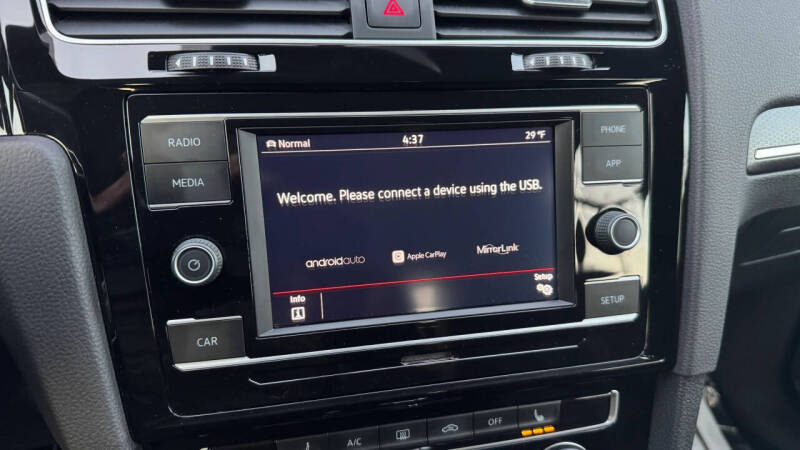 RADIO
MEDIA
CAR
PHONE
APP
SETUP
Normal 4:37 29 °F
Welcome. Please connect a device using the USB.
androidauto Apple CarPlay MirrorLink
Info Setup
A/C OFF